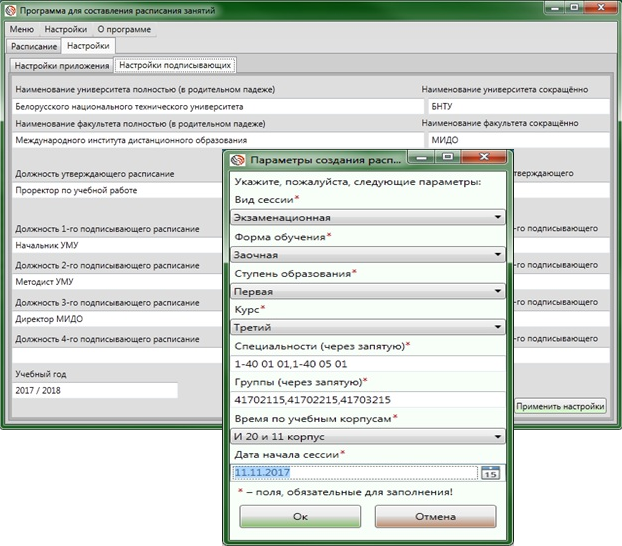 Программа для составления расписания занятий
Меню Настройки О программе
Расписание Настройки
Настройки приложения Настройки подписывающих
Наименование университета полностью (в родительном падеже) Наименование университета сокращённо
Белорусского национального технического университета БНТУ
Наименование факультета полностью (в родительном падеже) Наименование факультета сокращённо
Международного института дистанционного образования МИДО
Должность утверждающего расписание утверждающего
Проректор по учебной работе
Должность 1-го подписывающего расписание -го подписывающего
Начальник УМУ
Должность 2-го подписывающего расписание -го подписывающего
Методист УМУ
Должность 3-го подписывающего расписание -го подписывающего
Директор МИДО
Должность 4-го подписывающего расписание -го подписывающего
Учебный год
2017 / 2018
Применить настройки
Параметры создания расп...
Укажите, пожалуйста, следующие параметры:
Вид сессии*
Экзаменационная
Форма обучения*
Заочная
Ступень образования*
Первая
Курс*
Третий
Специальности (через запятую)*
1-40 01 01,1-40 05 01
Группы (через запятую)*
41702115,41702215,41703215
Время по учебным корпусам*
И 20 и 11 корпус
Дата начала сессии*
11.11.2017
15
* – поля, обязательные для заполнения!
Ок Отмена